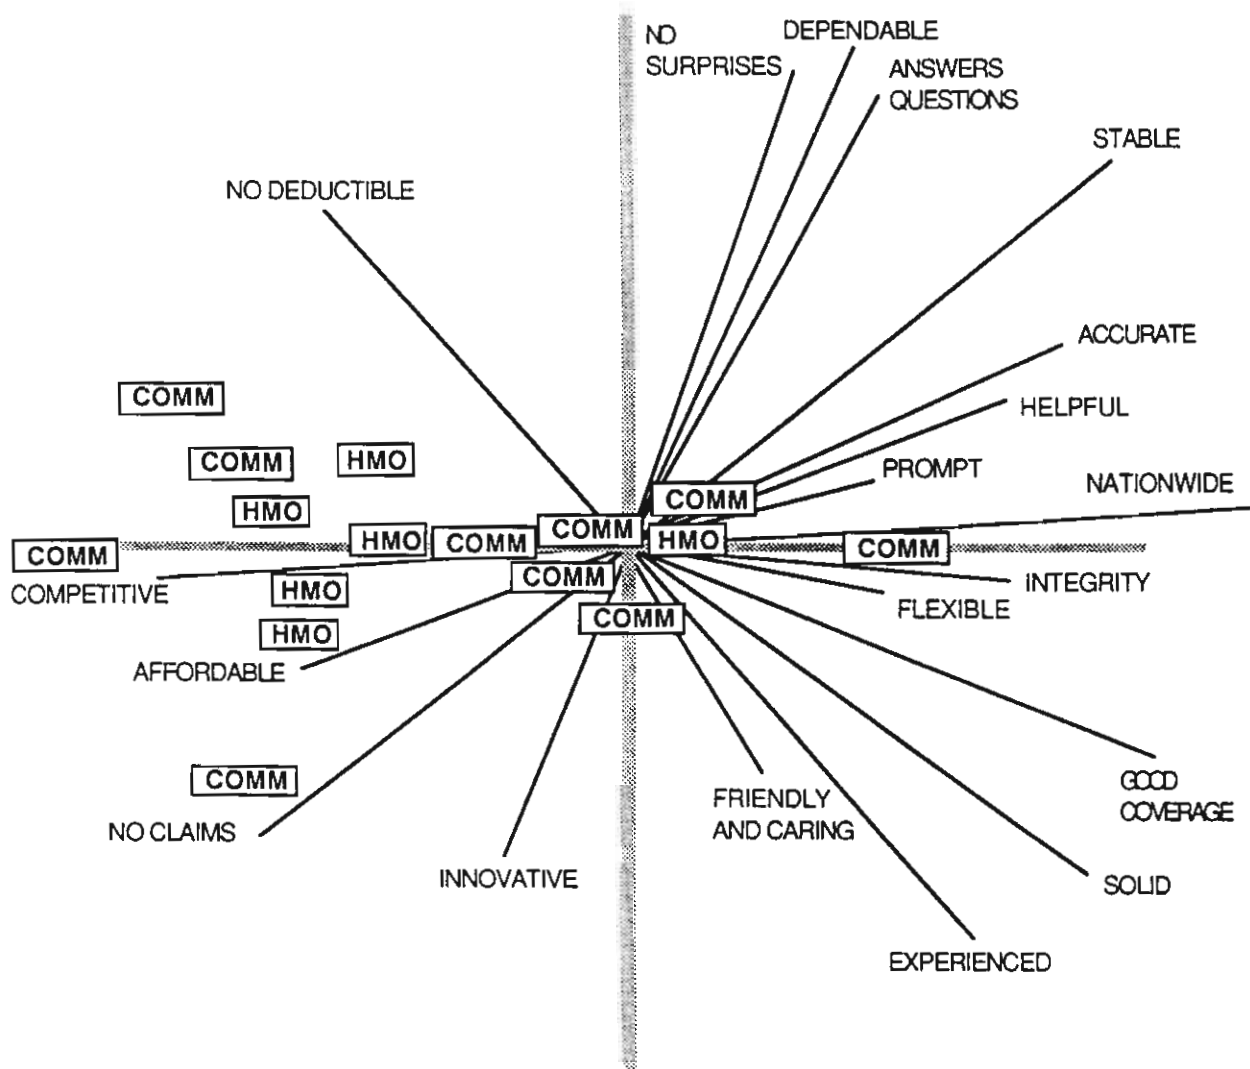 NO
SURPRISES
DEPENDABLE
ANSWERS
QUESTIONS
STABLE
NO DEDUCTIBLE
ACCURATE
COMM
HELPFUL
COMM
HMO
PROMPT
NATIONWIDE
COMM
HMO
COMM
HMO
COMM
HMO
COMM
COMM
COMPETITIVE
HMO
COMM
INTEGRITY
FLEXIBLE
COMM
HMO
AFFORDABLE
COMM
NO CLAIMS
FRIENDLY
AND CARING
GOOD
COVERAGE
INNOVATIVE
SOLID
EXPERIENCED